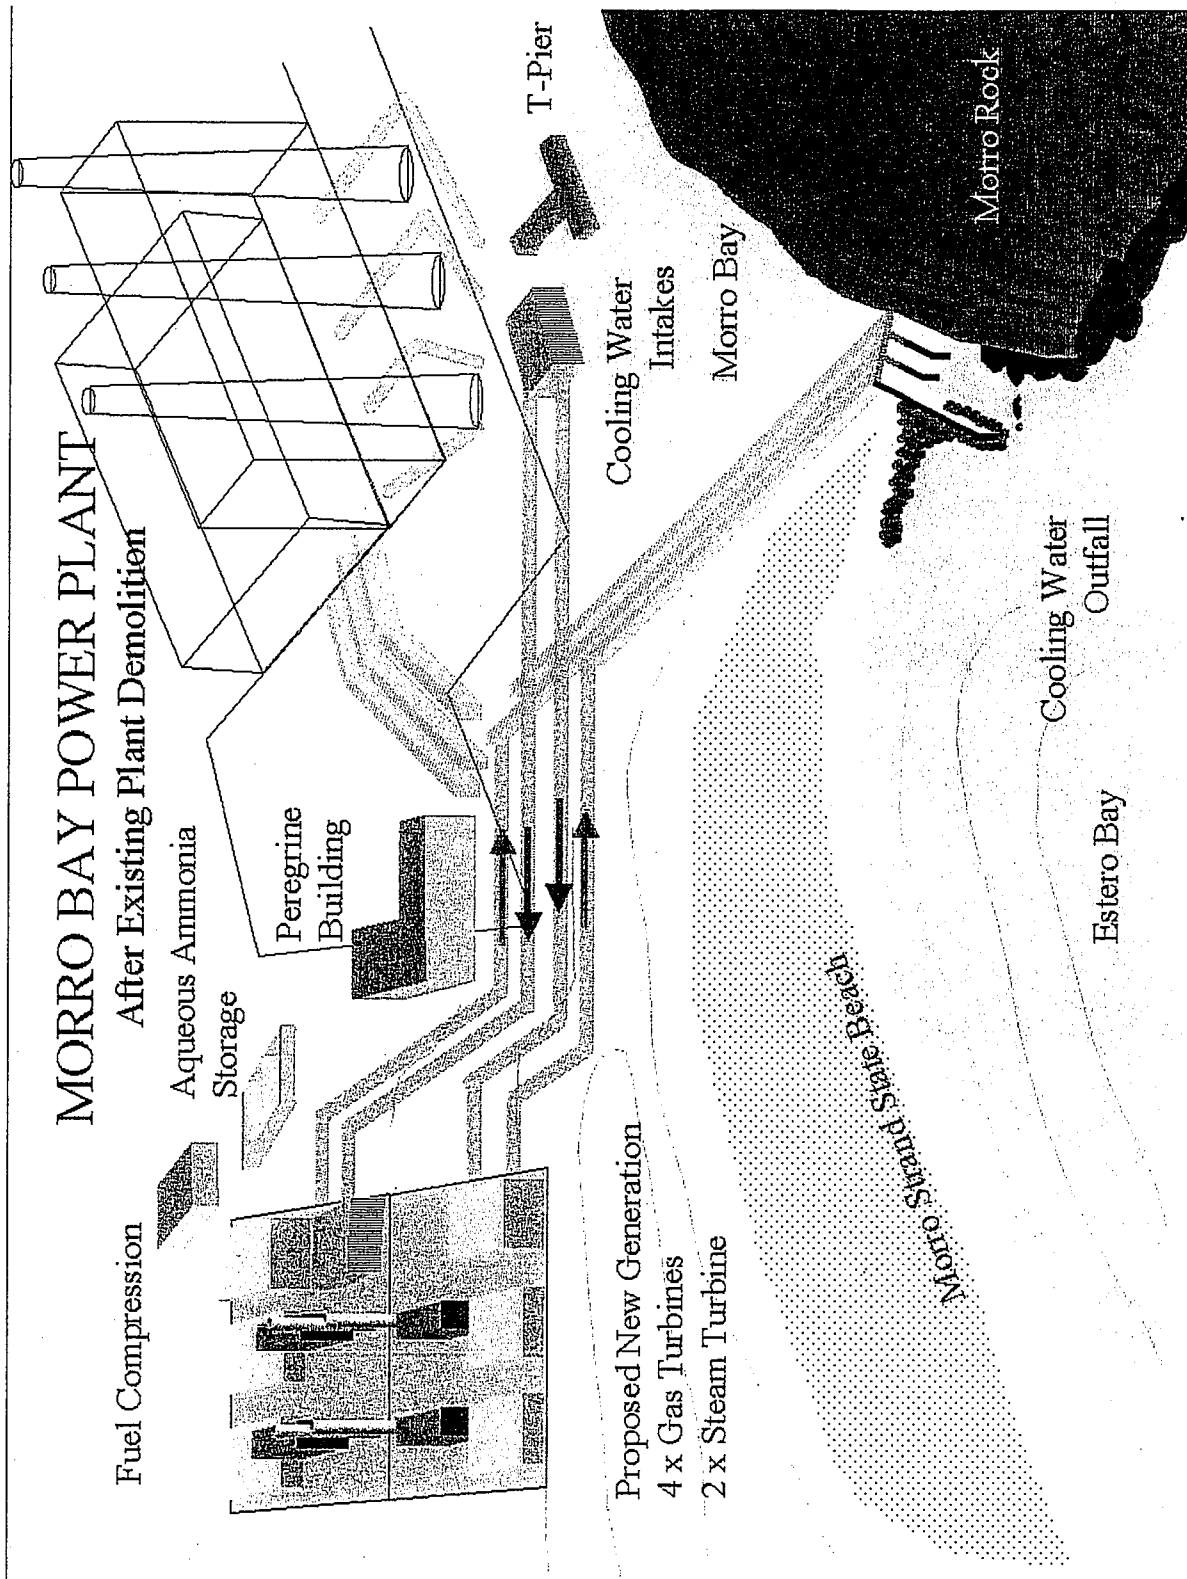 MORRO BAY POWER PLANT
After Existing Plant Demolition
Fuel Compression
Aqueous Ammonia
Storage
Peregrine
Building
T-Pier
Cooling Water
Intakes
Morro Bay
Morro Rock
Proposed New Generation
4 x Gas Turbines
2 x Steam Turbine
Morro Strand State Beach
Cooling Water
Outfall
Estero Bay